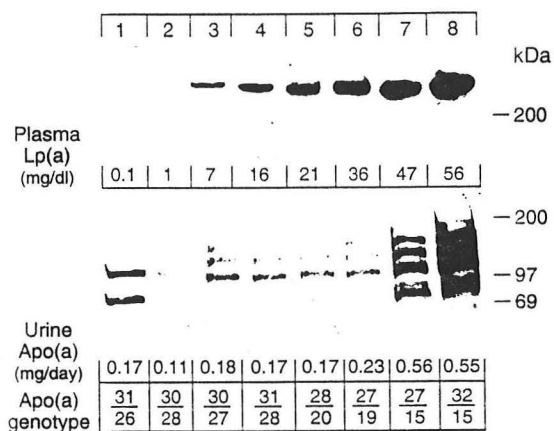 1 2 3 4 5 6 7 8
kDa
— 200
Plasma
Lp(a)
(mg/dl)
0.1 1 7 16 21 36 47 56
— 200
— 97
— 69
Urine
Apo(a)
(mg/day)
0.17 0.11 0.18 0.17 0.17 0.23 0.56 0.55
Apo(a)
genotype
31 30 30 31 28 27 27 32
26 28 27 28 20 19 15 15